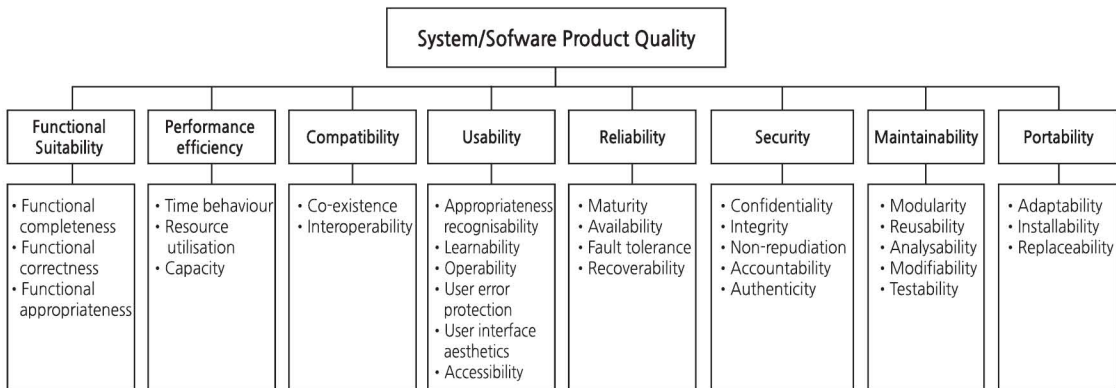 System/Sofware Product Quality
Functional
Suitability
Performance
efficiency
Compatibility
Usability
Reliability
Security
Maintainability
Portability
• Functional
completeness
• Functional
correctness
• Functional
appropriateness
• Time behaviour
• Resource
utilisation
• Capacity
• Co-existence
• Interoperability
• Appropriateness
recognisability
• Learnability
• Operability
• User error
protection
• User interface
aesthetics
• Accessibility
• Maturity
• Availability
• Fault tolerance
• Recoverability
• Confidentiality
• Integrity
• Non-repudiation
• Accountability
• Authenticity
• Modularity
• Reusability
• Analysability
• Modifiability
• Testability
• Adaptability
• Installability
• Replaceability